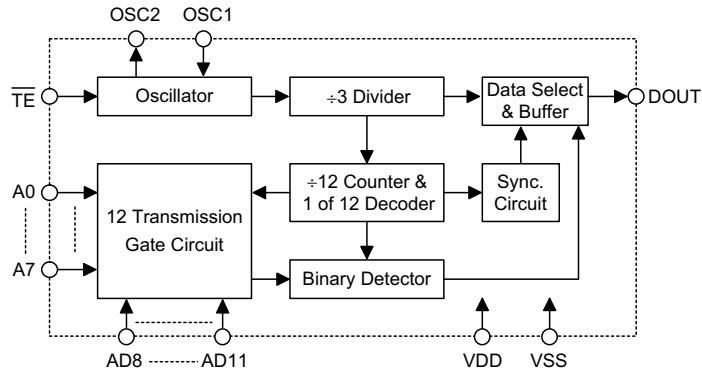 OSC2 OSC1
T̅E̅ Oscillator ÷3 Divider Data Select
& Buffer DOUT
A0 12 Transmission
Gate Circuit
÷12 Counter &
1 of 12 Decoder
Sync.
Circuit
A7 Binary Detector
AD8 AD11 VDD VSS